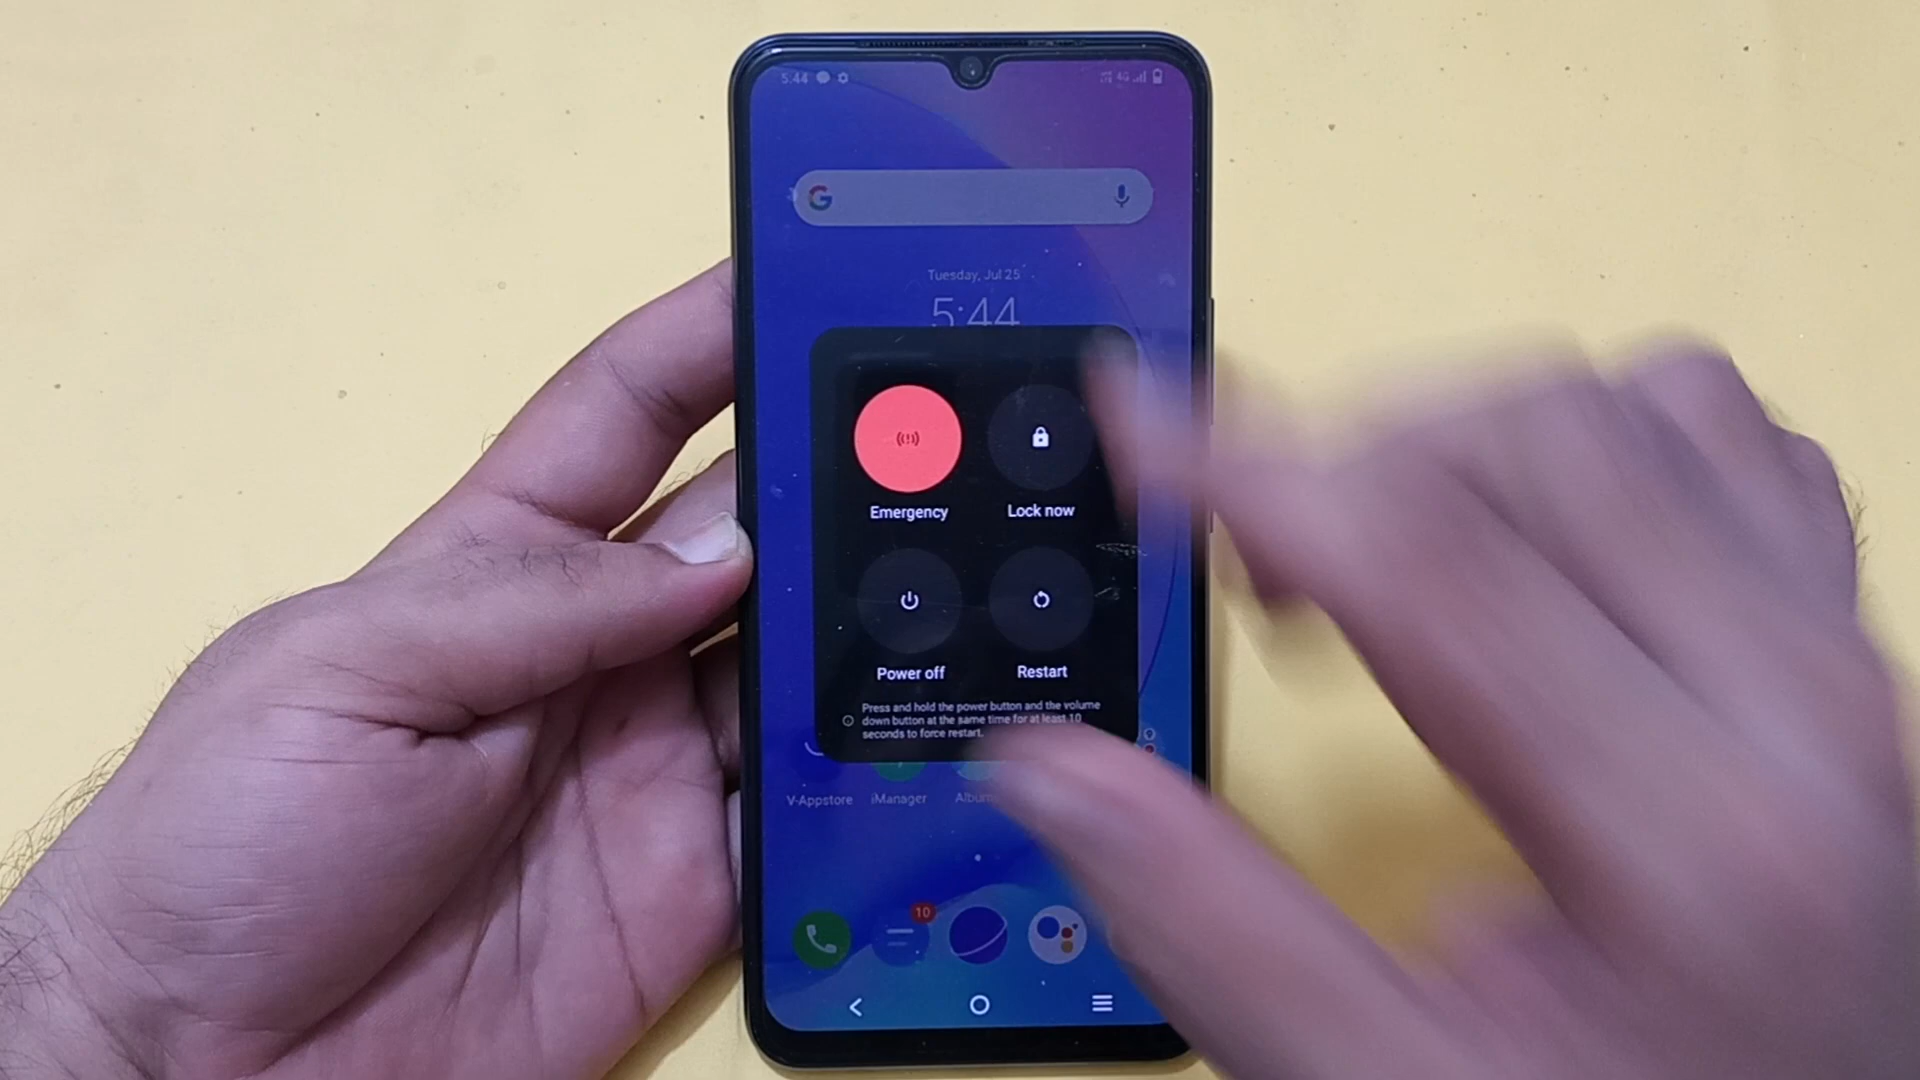 5:44
4G
G
Tuesday, Jul 25
5:44
Emergency
Lock now
Power off
Restart
Press and hold the power button and the volume
down button at the same time for at least 10
seconds to force restart.
V-Appstore
iManager
10